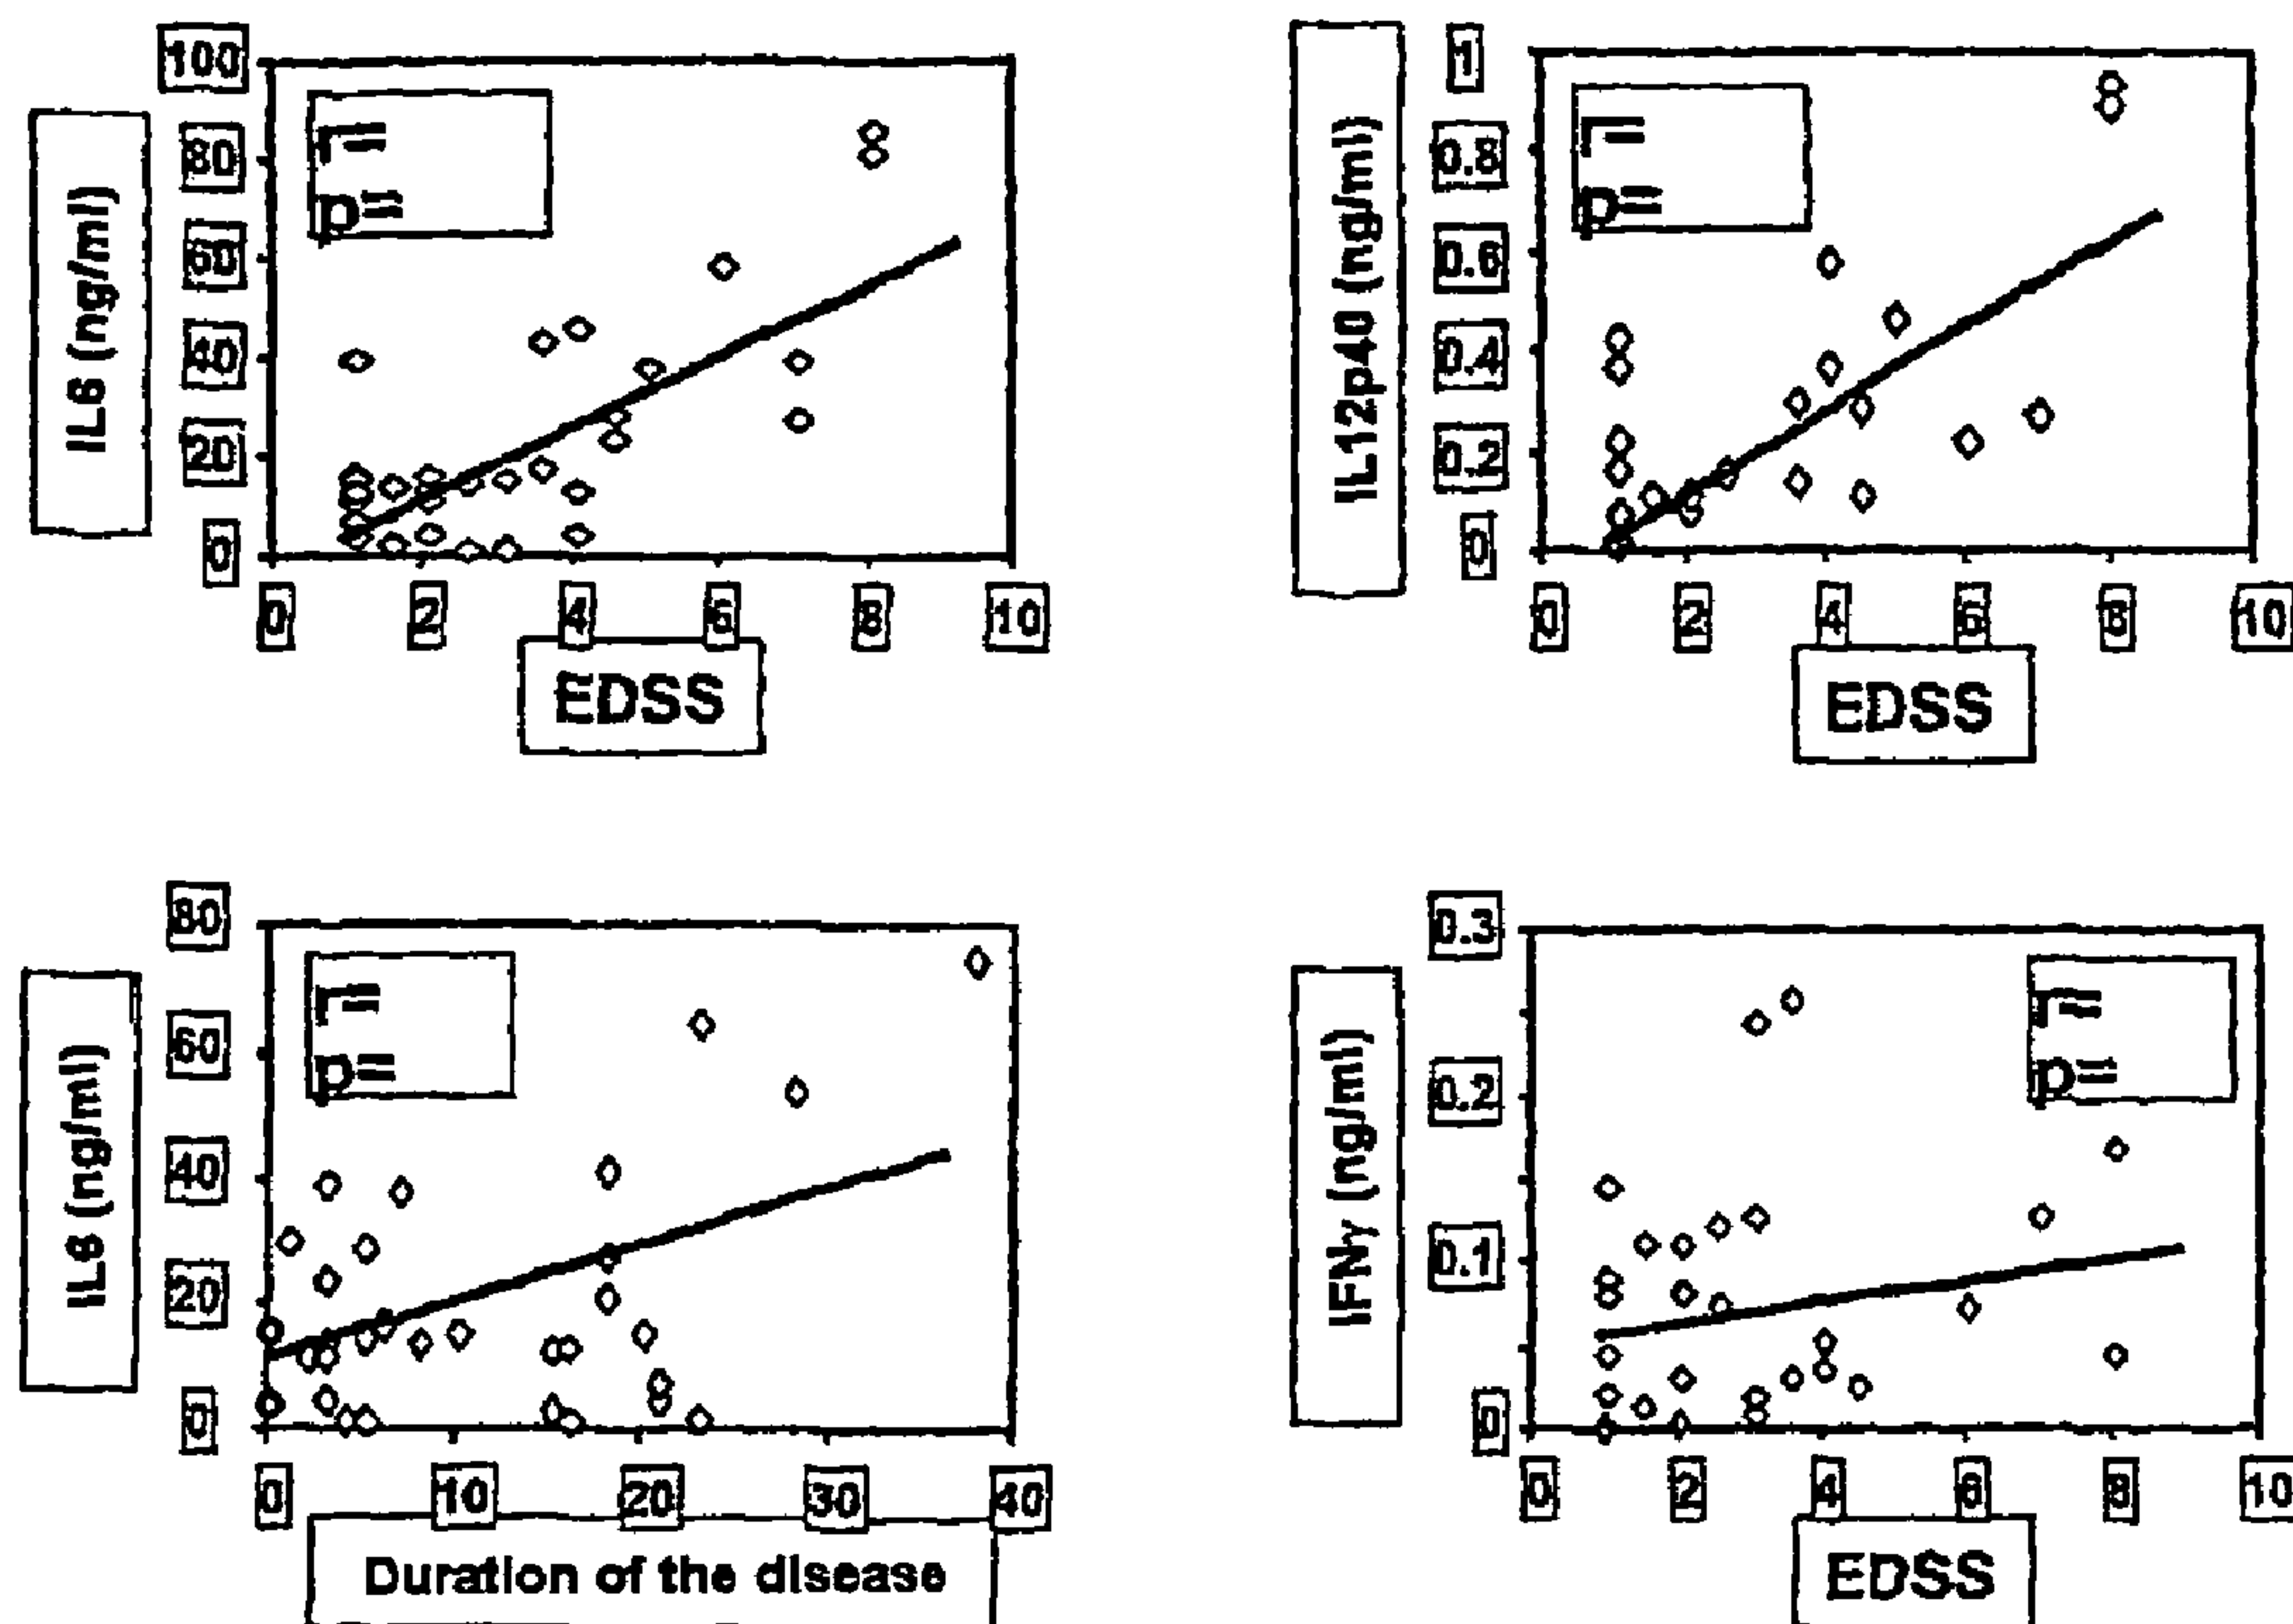 100
80
60
40
20
0
IL6 (ng/ml)
r=
p=
0 2 4 6 8 10
EDSS
1
0.8
0.6
0.4
0.2
0
IL12p40 (ng/ml)
r=
p=
0 2 4 6 8 10
EDSS
80
60
40
20
0
IL6 (ng/ml)
r=
p=
0 10 20 30 40
Duration of the disease
0.3
0.2
0.1
0
IFNγ (ng/ml)
r=
p=
0 2 4 6 8 10
EDSS